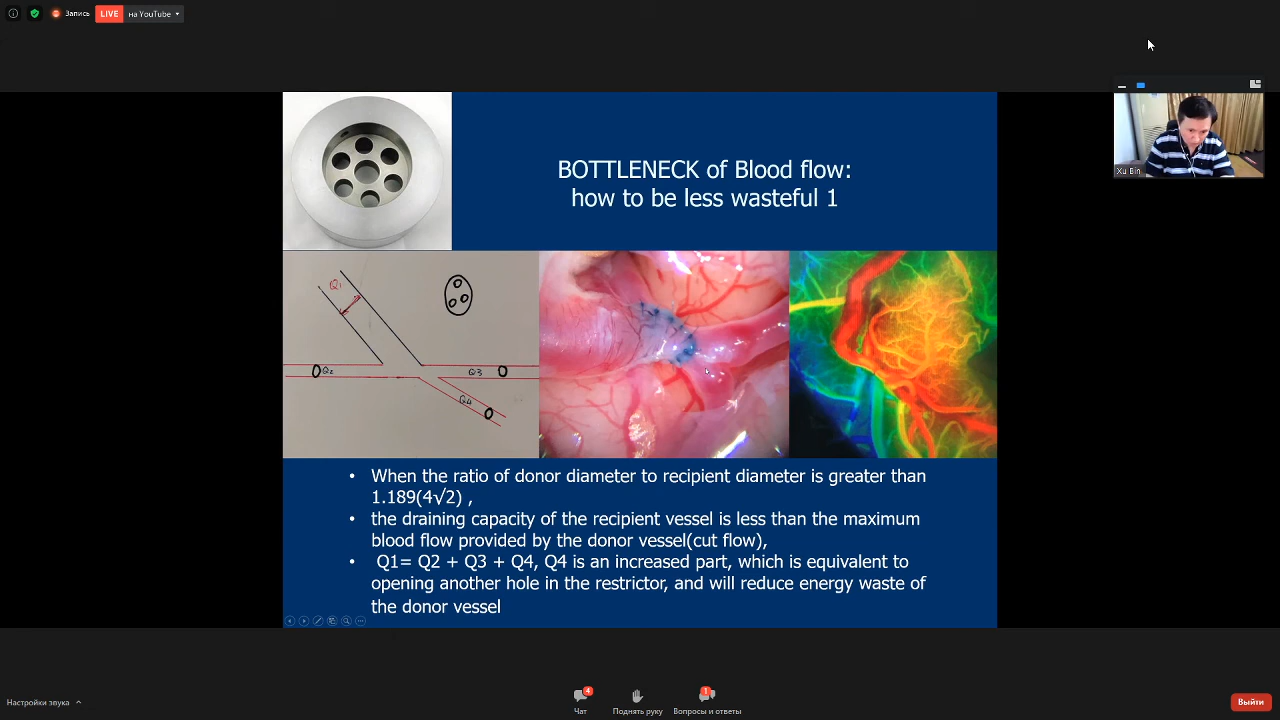 Запись
LIVE на YouTube
Xu Bin
BOTTLENECK of Blood flow:
how to be less wasteful 1
Q1
Q2
Q3
Q4
• When the ratio of donor diameter to recipient diameter is greater than
1.189(4√2) ,
• the draining capacity of the recipient vessel is less than the maximum
blood flow provided by the donor vessel(cut flow),
• Q1= Q2 + Q3 + Q4, Q4 is an increased part, which is equivalent to
opening another hole in the restrictor, and will reduce energy waste of
the donor vessel
Настройки звука
4
Чат
Поднять руку
1
Вопросы и ответы
Выйти